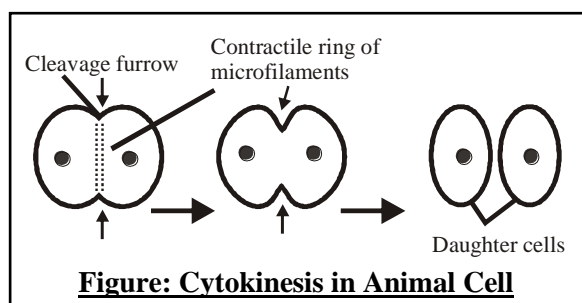 Contractile ring of
microfilaments
Cleavage furrow
Daughter cells
Figure: Cytokinesis in Animal Cell